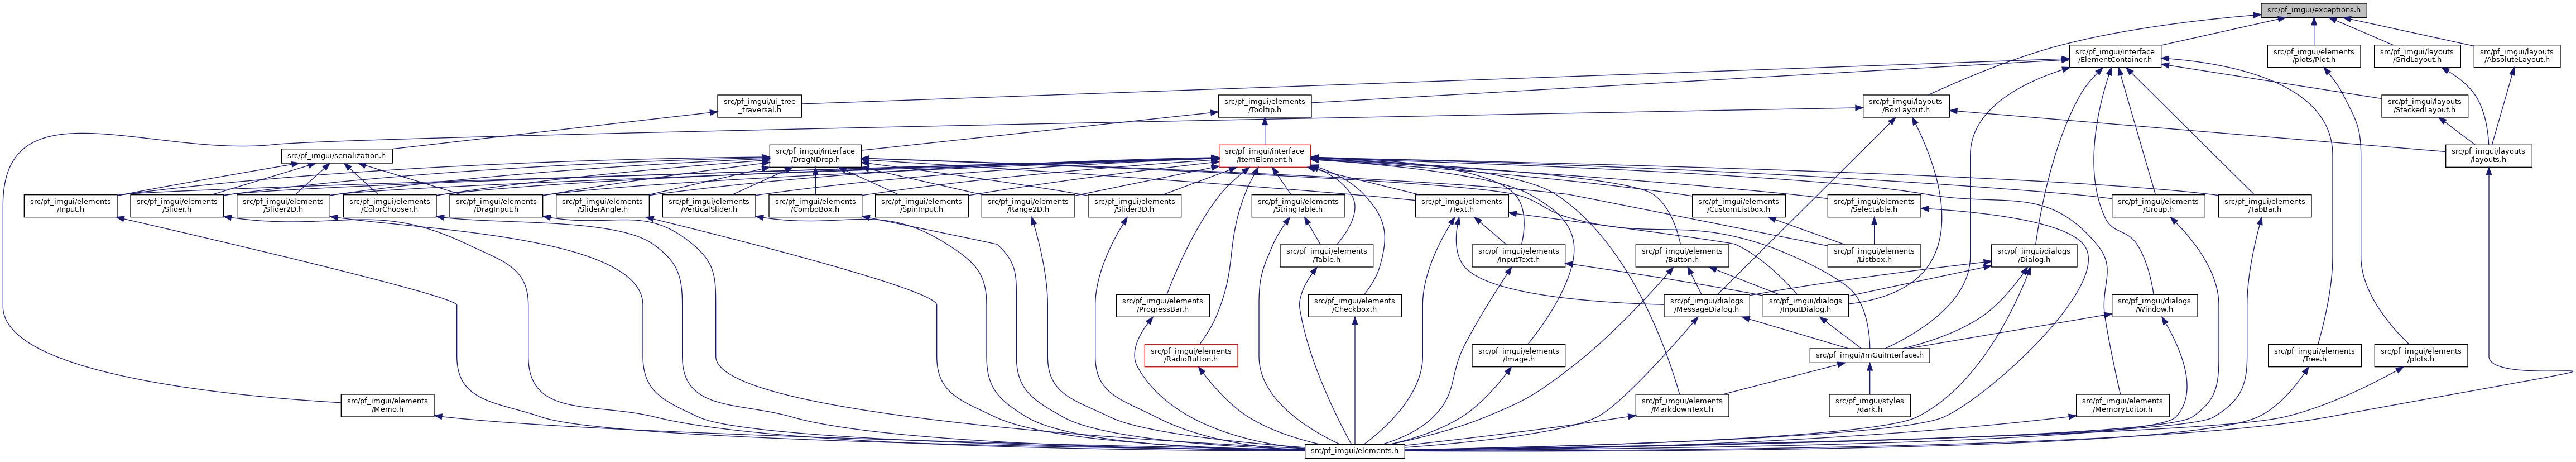 src/pf_imgui/exceptions.h
src/pf_imgui/interface
/ElementContainer.h
src/pf_imgui/elements
/plots/Plot.h
src/pf_imgui/layouts
/GridLayout.h
src/pf_imgui/layouts
/AbsoluteLayout.h
src/pf_imgui/ui_tree
_traversal.h
src/pf_imgui/elements
/Tooltip.h
src/pf_imgui/layouts
/BoxLayout.h
src/pf_imgui/layouts
/StackedLayout.h
src/pf_imgui/serialization.h
src/pf_imgui/interface
/DragNDrop.h
src/pf_imgui/interface
/ItemElement.h
src/pf_imgui/layouts
/layouts.h
src/pf_imgui/elements
/Input.h
src/pf_imgui/elements
/Slider.h
src/pf_imgui/elements
/Slider2D.h
src/pf_imgui/elements
/ColorChooser.h
src/pf_imgui/elements
/DragInput.h
src/pf_imgui/elements
/SliderAngle.h
src/pf_imgui/elements
/VerticalSlider.h
src/pf_imgui/elements
/ComboBox.h
src/pf_imgui/elements
/SpinInput.h
src/pf_imgui/elements
/Range2D.h
src/pf_imgui/elements
/Slider3D.h
src/pf_imgui/elements
/StringTable.h
src/pf_imgui/elements
/Text.h
src/pf_imgui/elements
/CustomListbox.h
src/pf_imgui/elements
/Selectable.h
src/pf_imgui/elements
/Group.h
src/pf_imgui/elements
/TabBar.h
src/pf_imgui/elements
/Table.h
src/pf_imgui/elements
/InputText.h
src/pf_imgui/elements
/Button.h
src/pf_imgui/elements
/Listbox.h
src/pf_imgui/dialogs
/Dialog.h
src/pf_imgui/elements
/ProgressBar.h
src/pf_imgui/elements
/Checkbox.h
src/pf_imgui/dialogs
/MessageDialog.h
src/pf_imgui/dialogs
/InputDialog.h
src/pf_imgui/dialogs
/Window.h
src/pf_imgui/elements
/RadioButton.h
src/pf_imgui/elements
/Image.h
src/pf_imgui/ImGuiInterface.h
src/pf_imgui/elements
/Tree.h
src/pf_imgui/elements
/plots.h
src/pf_imgui/elements
/Memo.h
src/pf_imgui/elements
/MarkdownText.h
src/pf_imgui/styles
/dark.h
src/pf_imgui/elements
/MemoryEditor.h
src/pf_imgui/elements.h